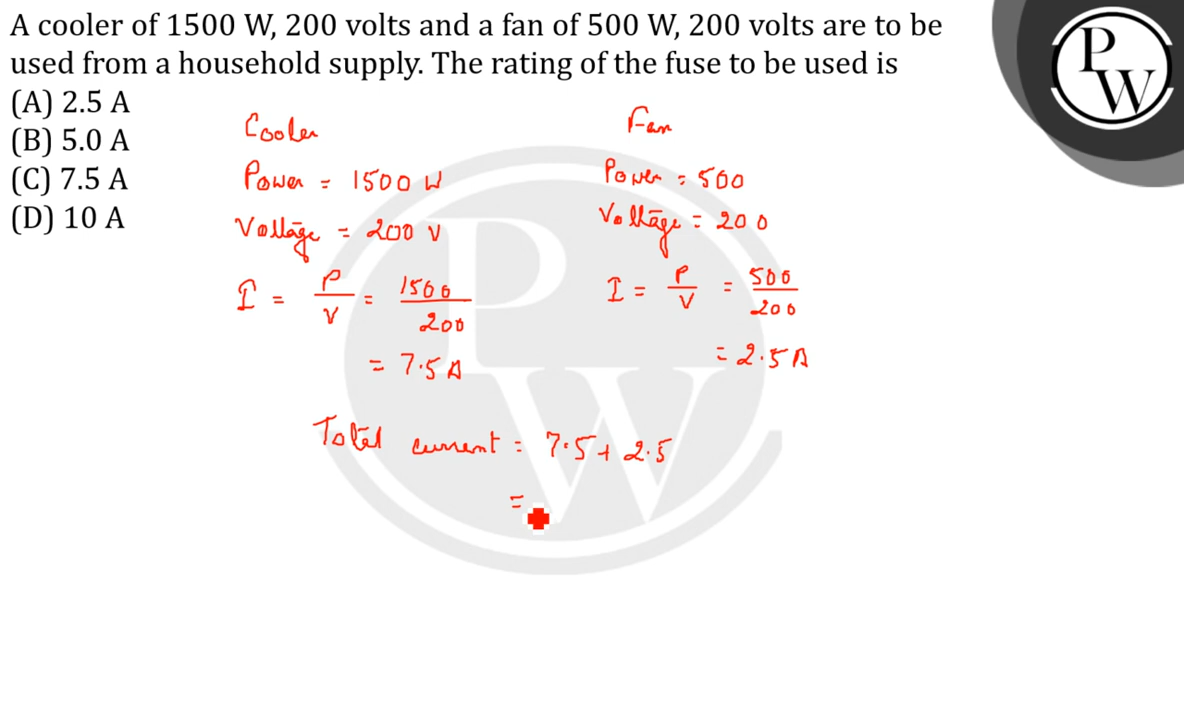 A cooler of 1500 W, 200 volts and a fan of 500 W, 200 volts are to be
used from a household supply. The rating of the fuse to be used is
(A) 2.5 A
(B) 5.0 A
(C) 7.5 A
(D) 10 A
PW
Cooler
Power = 1500 W
Voltage = 200 V
I = P/V = 1500/200
= 7.5 A
Fan
Power = 500
Voltage = 200
I = P/V = 500/200
= 2.5 A
Total current = 7.5 + 2.5
=
PW